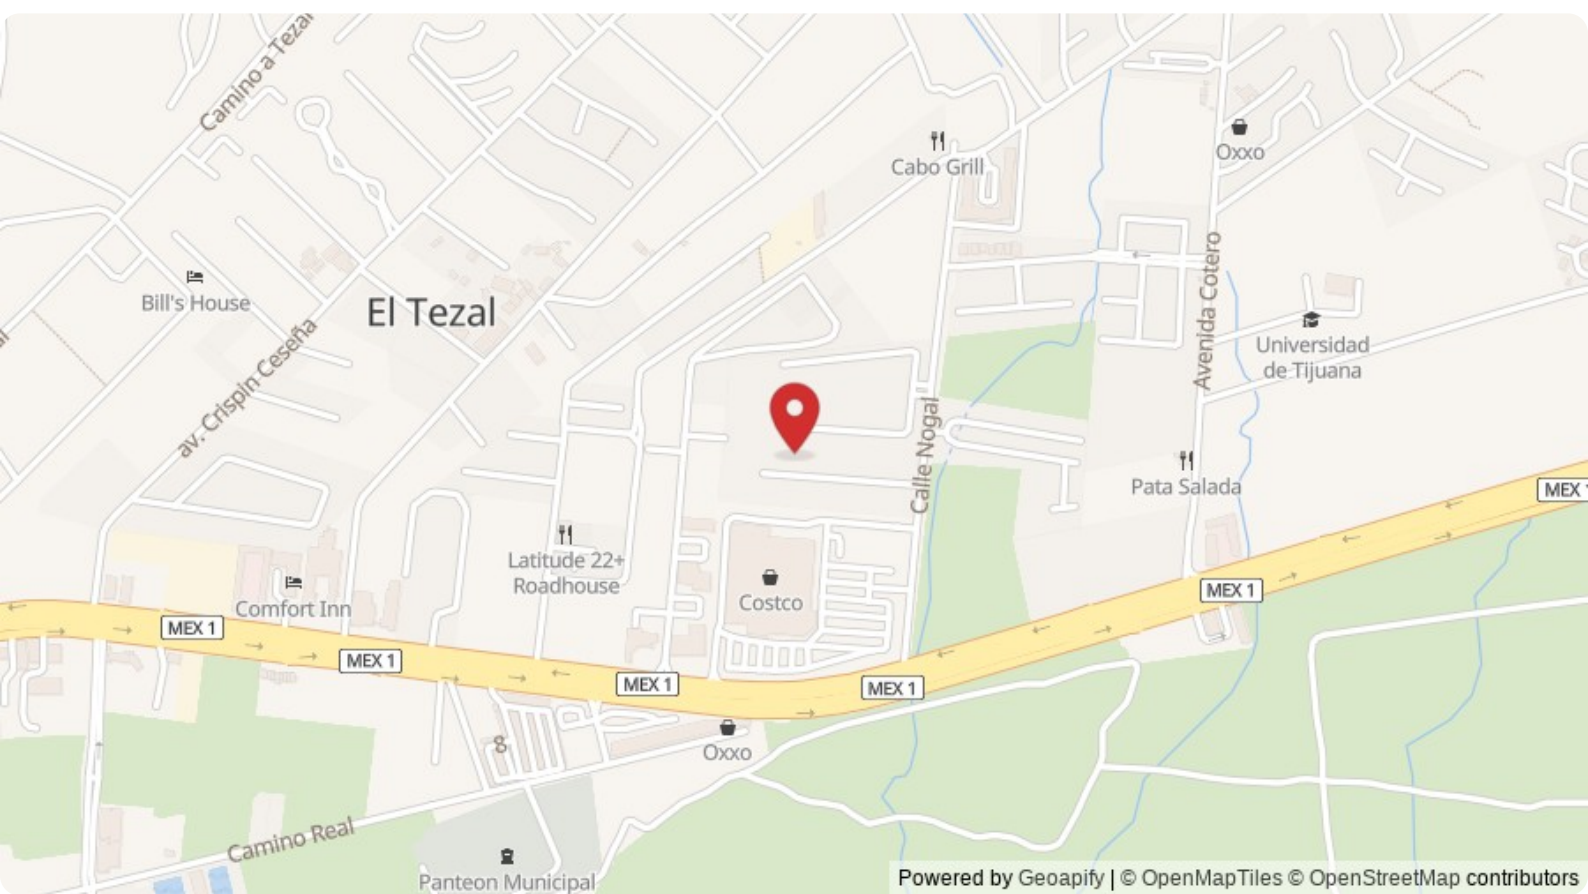 Camino a Tezal
Cabo Grill
Oxxo
Bill's House
El Tezal
av. Crispin Ceseña
Avenida Cotero
Universidad
de Tijuana
Calle Nogal
Pata Salada
MEX 1
Latitude 22+
Roadhouse
Comfort Inn
Costco
MEX 1
MEX 1
MEX 1
MEX 1
MEX 1
8
Oxxo
Camino Real
Panteon Municipal
Powered by Geoapify | © OpenMapTiles © OpenStreetMap contributors